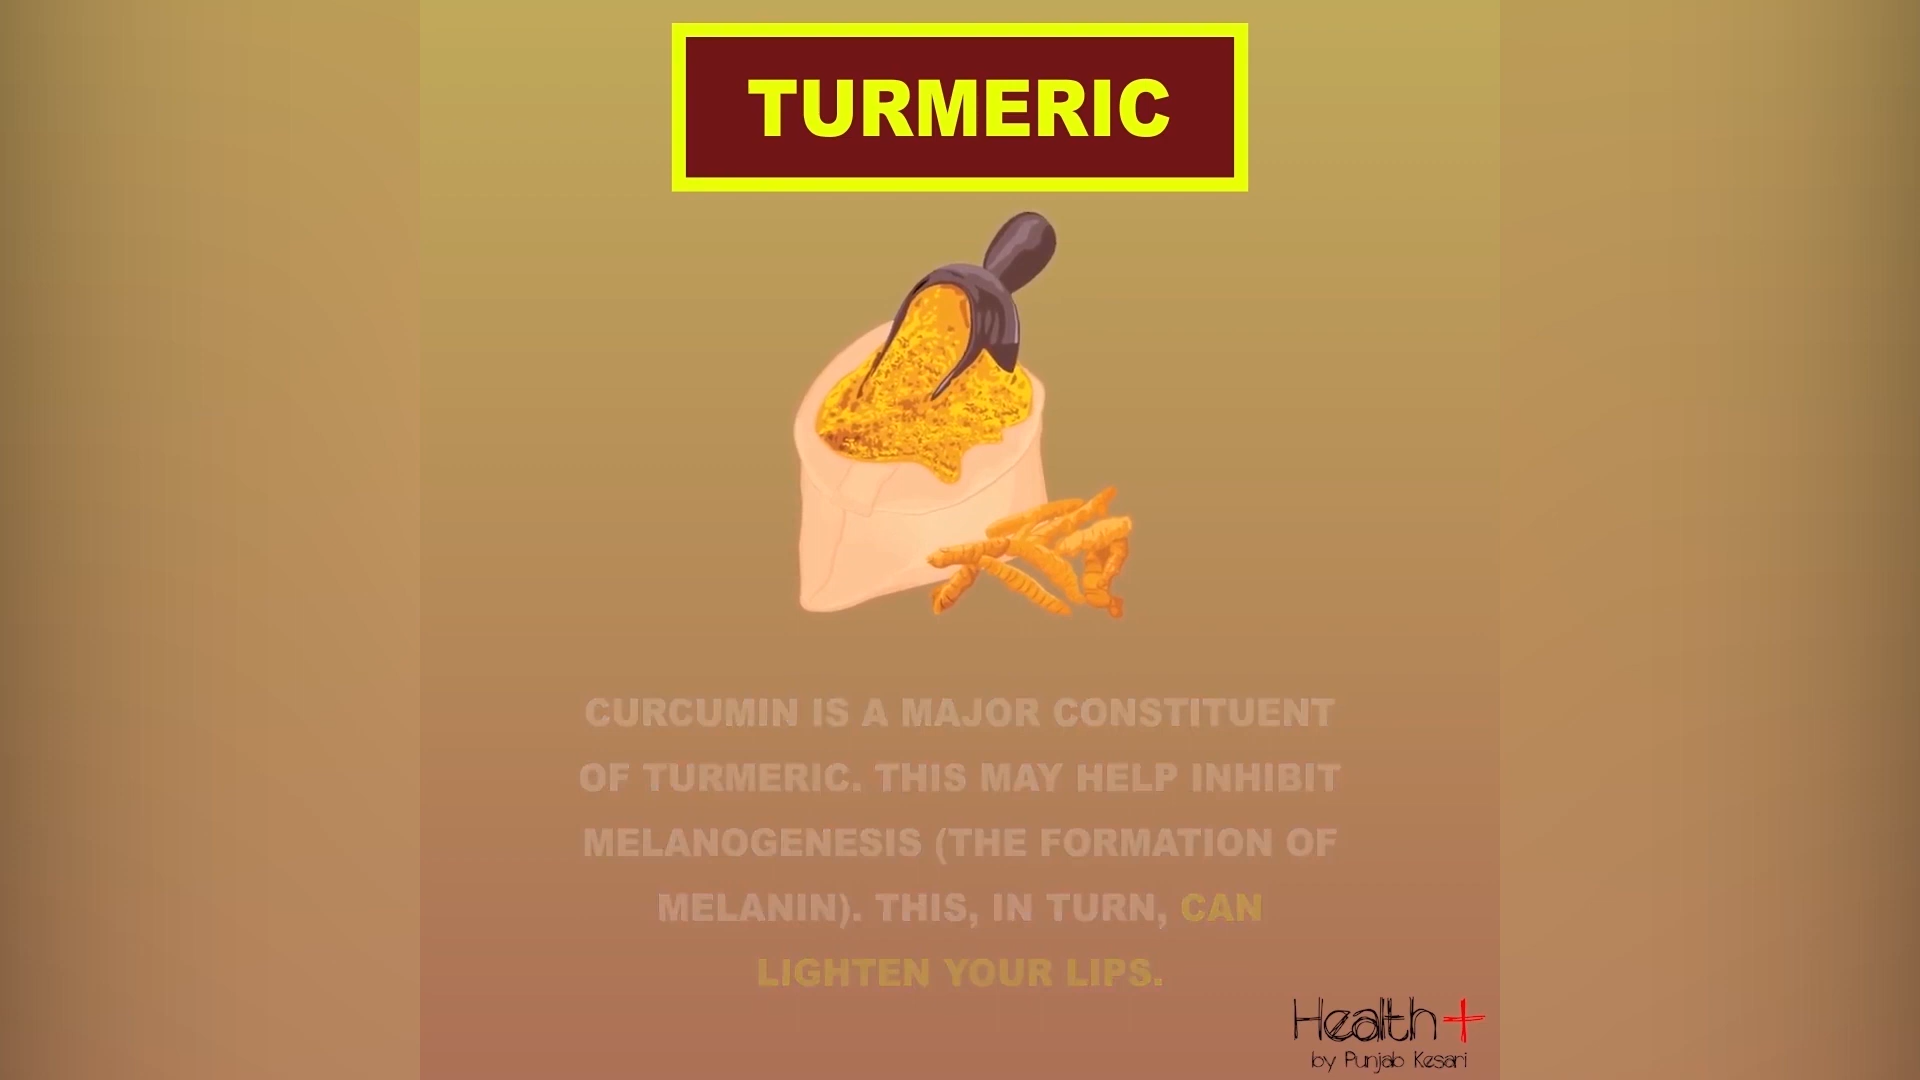 TURMERIC
CURCUMIN IS A MAJOR CONSTITUENT
OF TURMERIC. THIS MAY HELP INHIBIT
MELANOGENESIS (THE FORMATION OF
MELANIN). THIS, IN TURN, CAN
LIGHTEN YOUR LIPS.
Health+
by Punjab Kesari